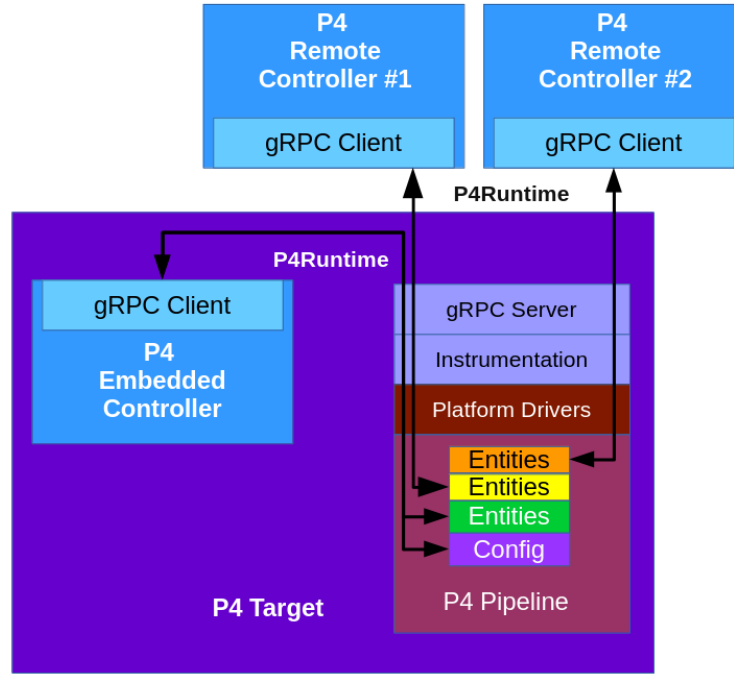 P4
Remote
Controller #1
gRPC Client
P4
Remote
Controller #2
gRPC Client
P4Runtime
P4Runtime
gRPC Client
P4
Embedded
Controller
gRPC Server
Instrumentation
Platform Drivers
Entities
Entities
Entities
Config
P4 Pipeline
P4 Target